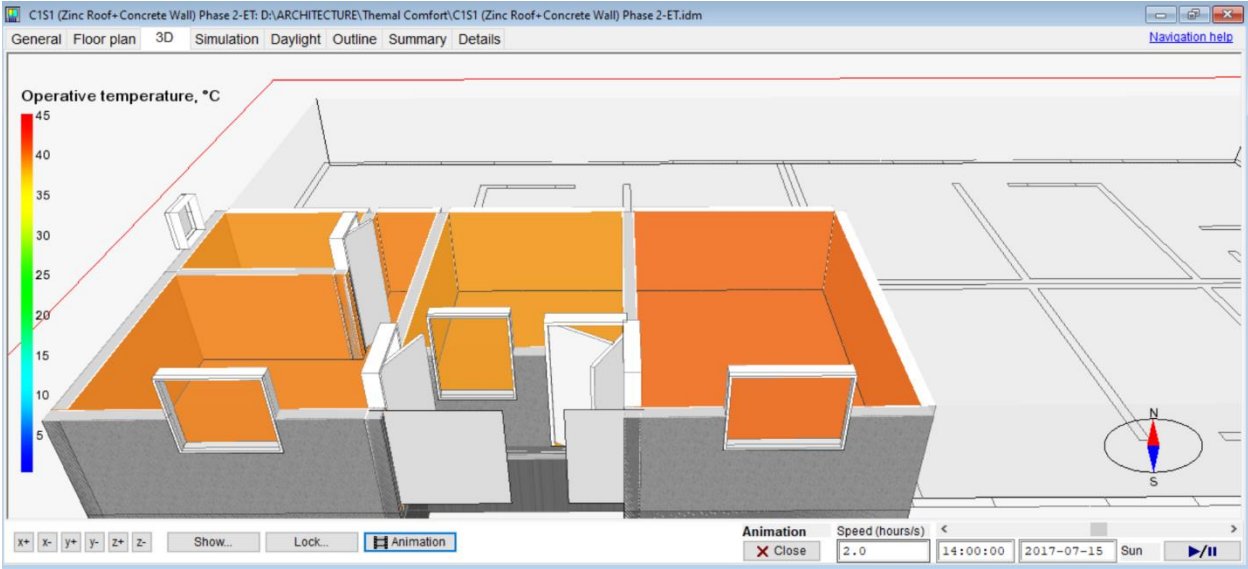 C1S1 (Zinc Roof+Concrete Wall) Phase 2-ET: D:\ARCHITECTURE\Themal Comfort\C1S1 (Zinc Roof+Concrete Wall) Phase 2-ET.idm
General Floor plan 3D Simulation Daylight Outline Summary Details Navigation help
Operative temperature, °C
45
40
35
30
25
20
15
10
5
N
S
Animation Speed (hours/s) < >
x+ x- y+ y- z+ z- Show... Lock... Animation X Close 2.0 14:00:00 2017-07-15 Sun